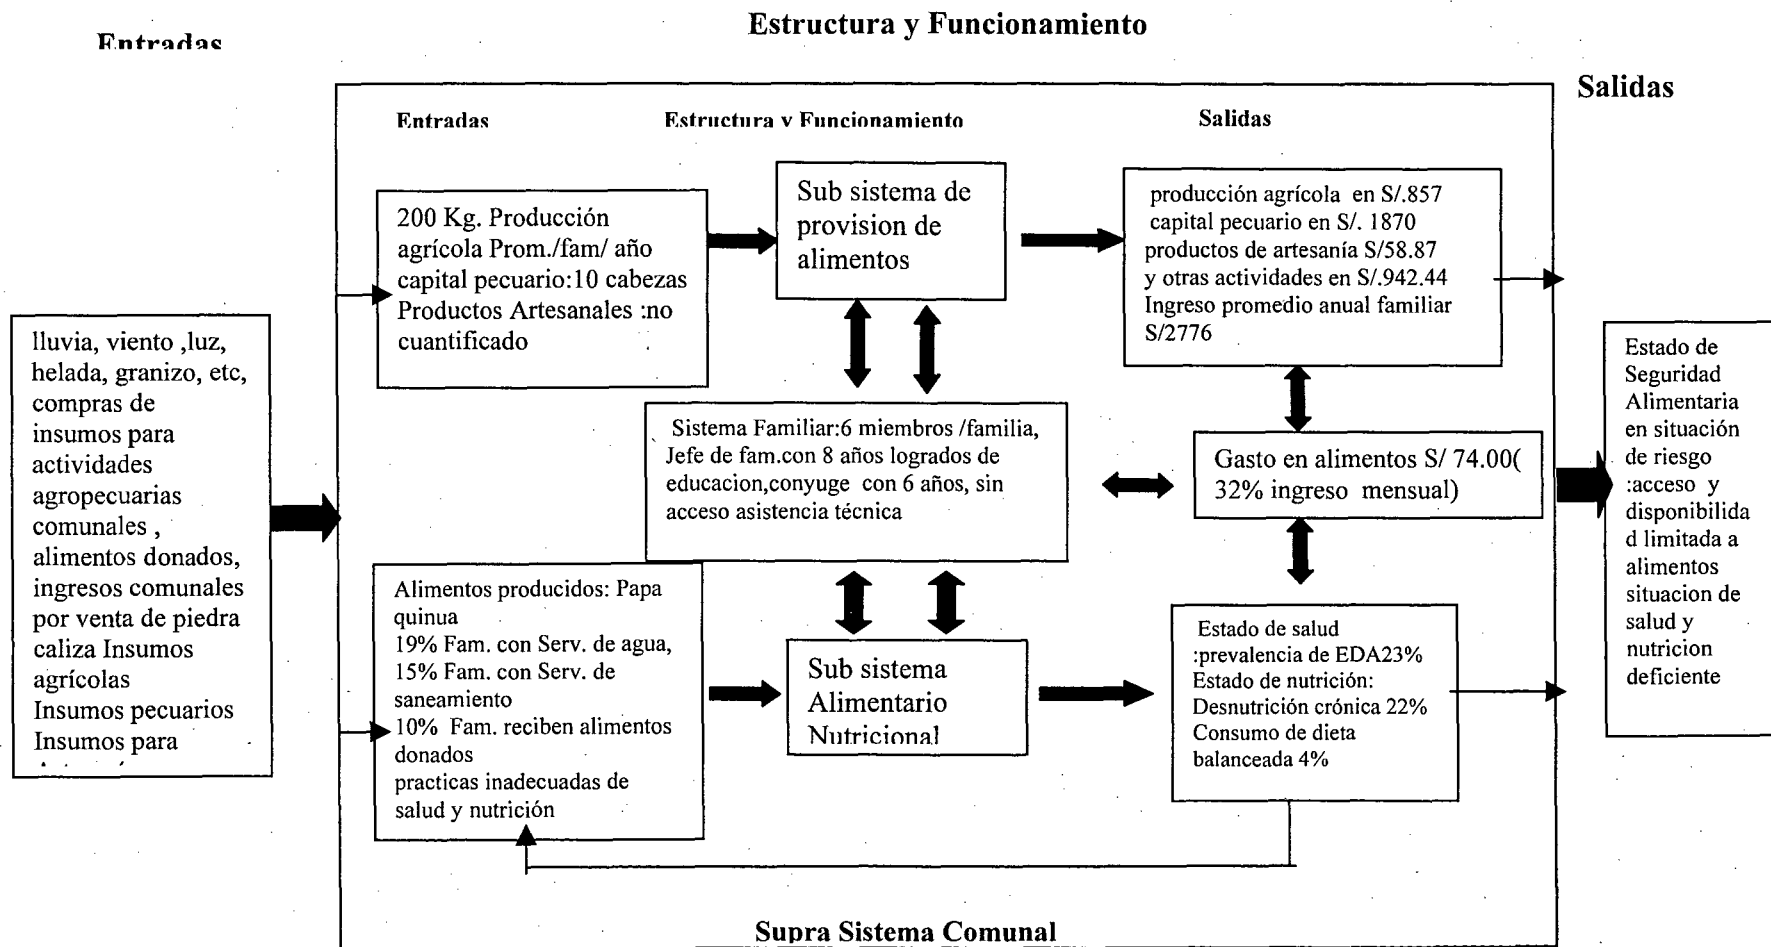 Estructura y Funcionamiento
Entradas
Salidas
Entradas
Estructura y Funcionamiento
Salidas
lluvia, viento ,luz,
helada, granizo, etc,
compras de
insumos para
actividades
agropecuarias
comunales ,
alimentos donados,
ingresos comunales
por venta de piedra
caliza Insumos
agrícolas
Insumos pecuarios
Insumos para
200 Kg. Producción
agrícola Prom./fam/ año
capital pecuario:10 cabezas
Productos Artesanales :no
cuantificado
Sub sistema de
provision de
alimentos
producción agrícola en S/.857
capital pecuario en S/. 1870
productos de artesanía S/58.87
y otras actividades en S/.942.44
Ingreso promedio anual familiar
S/2776
Sistema Familiar:6 miembros /familia,
Jefe de fam.con 8 años logrados de
educacion,conyuge con 6 años, sin
acceso asistencia técnica
Gasto en alimentos S/ 74.00(
32% ingreso mensual)
Alimentos producidos: Papa
quinua
19% Fam. con Serv. de agua,
15% Fam. con Serv. de
saneamiento
10% Fam. reciben alimentos
donados
practicas inadecuadas de
salud y nutrición
Sub sistema
Alimentario
Nutricional
Estado de salud
:prevalencia de EDA23%
Estado de nutrición:
Desnutrición crónica 22%
Consumo de dieta
balanceada 4%
Estado de
Seguridad
Alimentaria
en situación
de riesgo
:acceso y
disponibilida
d limitada a
alimentos
situacion de
salud y
nutricion
deficiente
Supra Sistema Comunal